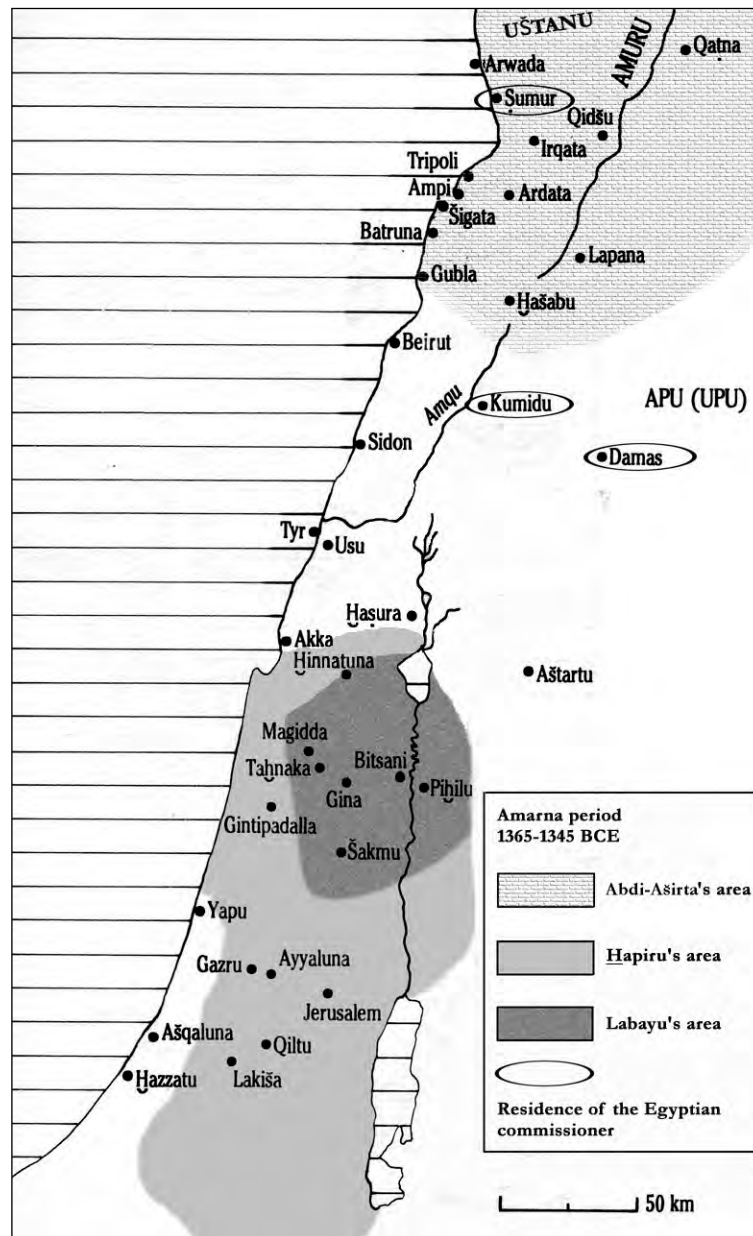 UŠTANU
AMURU
Qatna
Arwada
Sumur
Qidšu
Irqata
Tripoli
Ampi
Ardata
Šigata
Batruna
Lapana
Gubla
Ḫašabu
Beirut
Amqu
Kumidu
APU (UPU)
Sidon
Damas
Tyr
Usu
Ḫaṣura
Akka
Ḫinnatuna
Aštartu
Magidda
Taḫnaka
Bitsani
Gina
Piḫilu
Gintipadalla
Šakmu
Yapu
Gazru
Ayyaluna
Jerusalem
Ašqaluna
Qiltu
Lakiša
Ḫazzatu
Amarna period
1365-1345 BCE
Abdi-Aširta's area
Hapiru's area
Labayu's area
Residence of the Egyptian
commissioner
50 km